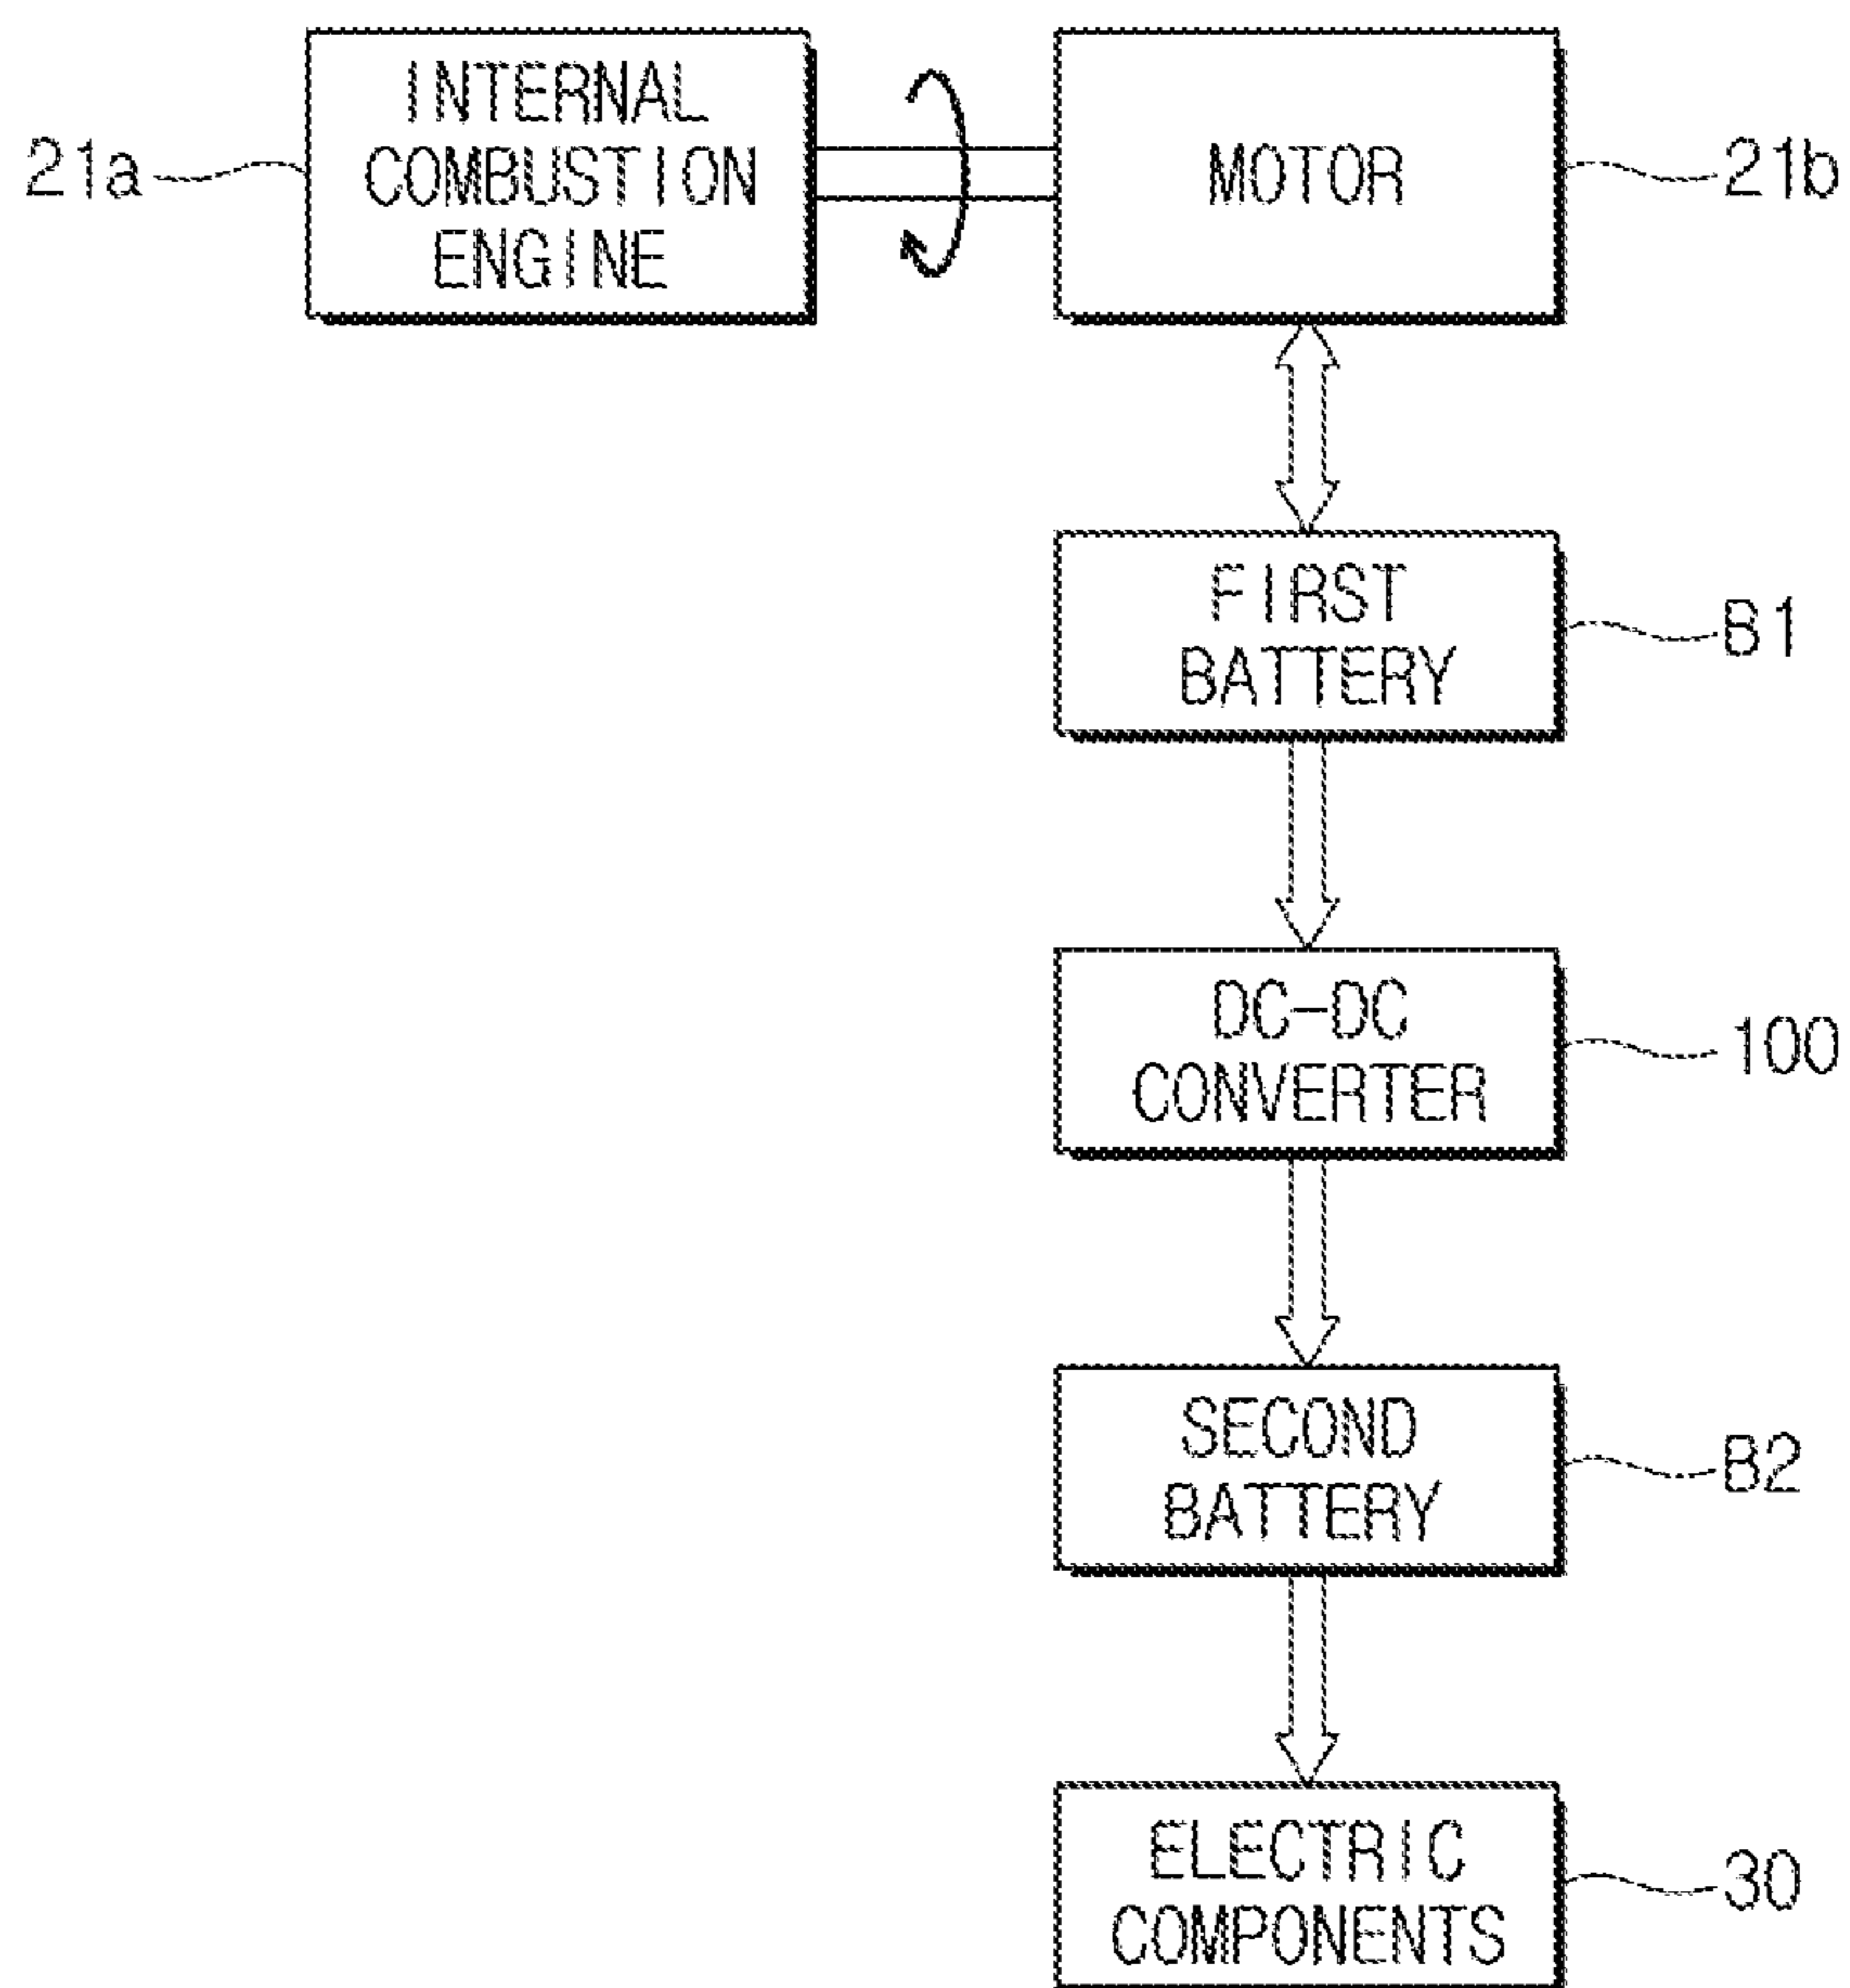 INTERNAL
COMBUSTION
ENGINE
21a
MOTOR
21b
FIRST
BATTERY
B1
DC-DC
CONVERTER
100
SECOND
BATTERY
B2
ELECTRIC
COMPONENTS
30